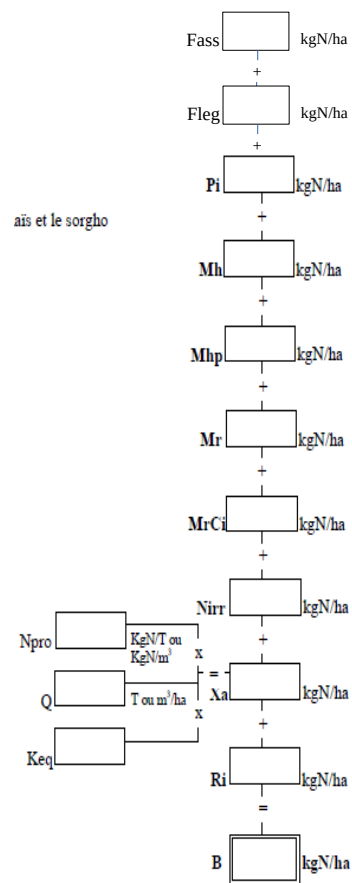 Fass kgN/ha
+
Fleg kgN/ha
+
Pi kgN/ha
+
aïs et le sorgho
Mh kgN/ha
+
Mhp kgN/ha
+
Mr kgN/ha
+
MrCi kgN/ha
+
Nirr kgN/ha
+
Npro KgN/T ou
KgN/m³
x
=
Q T ou m³/ha
Xa kgN/ha
x
+
Keq
Ri kgN/ha
=
B kgN/ha